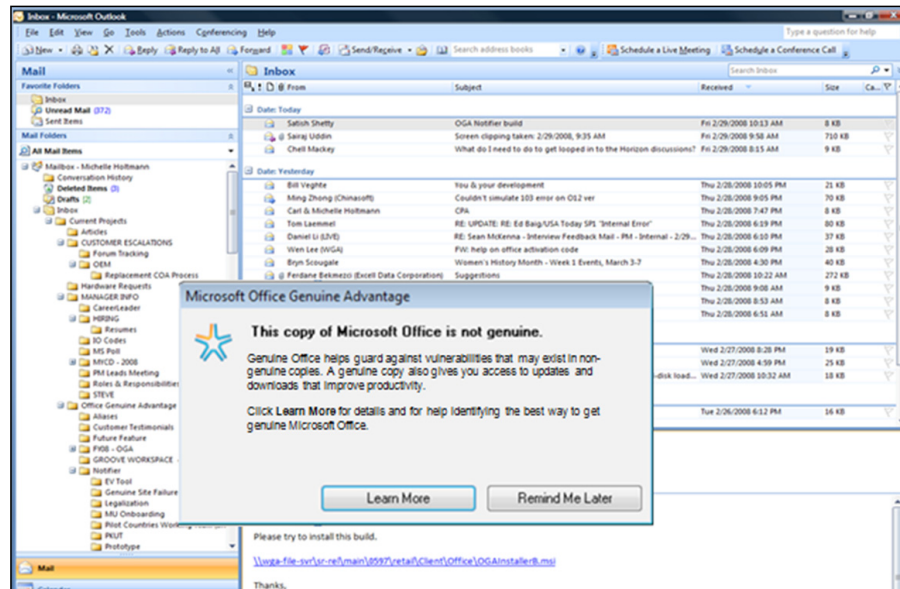 Inbox - Microsoft Outlook
File Edit View Go Tools Actions Conferencing Help
Type a question for help
New Reply Reply to All Forward Send/Receive Search address books Schedule a Live Meeting Schedule a Conference Call
Mail
Favorite Folders
Inbox
Unread Mail (372)
Sent Items
Mail Folders
All Mail Items
Mailbox - Michelle Holtmann
Conversation History
Deleted Items (3)
Drafts [2]
Inbox
Current Projects
Articles
CUSTOMER ESCALATIONS
Forum Tracking
OEM
Replacement COA Process
Hardware Requests
MANAGER INFO
CareerLeader
HIRING
Resumes
IO Codes
MS Poll
MYCD - 2008
PM Leads Meeting
Roles & Responsibilities
STEVE
Office Genuine Advantage
Aliases
Customer Testimonials
Future Feature
FY08 - OGA
GROOVE WORKSPACE -
Notifier
EV Tool
Genuine Site Failure
Legalization
MU Onboarding
Pilot Countries
PKUT
Prototype
Mail
Inbox
Search Inbox
From Subject Received Size Ca...
Date: Today
Satish Shetty OGA Notifier build Fri 2/29/2008 10:13 AM 8 KB
Sairaj Uddin Screen clipping taken: 2/29/2008, 9:35 AM Fri 2/29/2008 9:58 AM 710 KB
Chell Mackey What do I need to do to get looped in to the Horizon discussions? Fri 2/29/2008 8:15 AM 9 KB
Date: Yesterday
Bill Veghte You & your development Thu 2/28/2008 10:05 PM 21 KB
Ming Zhong (Chinasoft) Couldn't simulate 103 error on O12 ver Thu 2/28/2008 9:05 PM 70 KB
Carl & Michelle Holtmann CPA Thu 2/28/2008 7:47 PM 8 KB
Tom Laemmel RE: UPDATE: RE: Ed Baig/USA Today SP1 "Internal Error" Thu 2/28/2008 6:19 PM 80 KB
Daniel Li (LIVE) RE: Sean McKenna - Interview Feedback Mail - PM - Internal - 2/29... Thu 2/28/2008 6:10 PM 37 KB
Wen Lee (WGA) FW: help on office activation code Thu 2/28/2008 6:09 PM 28 KB
Bryn Scougale Women's History Month - Week 1 Events, March 3-7 Thu 2/28/2008 4:30 PM 40 KB
Ferdane Bekmezci (Excell Data Corporation) Suggestions Thu 2/28/2008 10:22 AM 272 KB
Thu 2/28/2008 9:08 AM 9 KB
Thu 2/28/2008 8:53 AM 8 KB
Thu 2/28/2008 6:51 AM 8 KB
Wed 2/27/2008 8:28 PM 19 KB
Wed 2/27/2008 4:59 PM 25 KB
-disk load... Wed 2/27/2008 10:32 AM 18 KB
Tue 2/26/2008 6:12 PM 16 KB
Microsoft Office Genuine Advantage
This copy of Microsoft Office is not genuine.
Genuine Office helps guard against vulnerabilities that may exist in non-
genuine copies. A genuine copy also gives you access to updates and
downloads that improve productivity.
Click Learn More for details and for help identifying the best way to get
genuine Microsoft Office.
Learn More Remind Me Later
Please try to install this build.
\\wga-file-svr\sr-rel\main\0597\retail\Client\Office\OGAInstallerB.msi
Thanks,